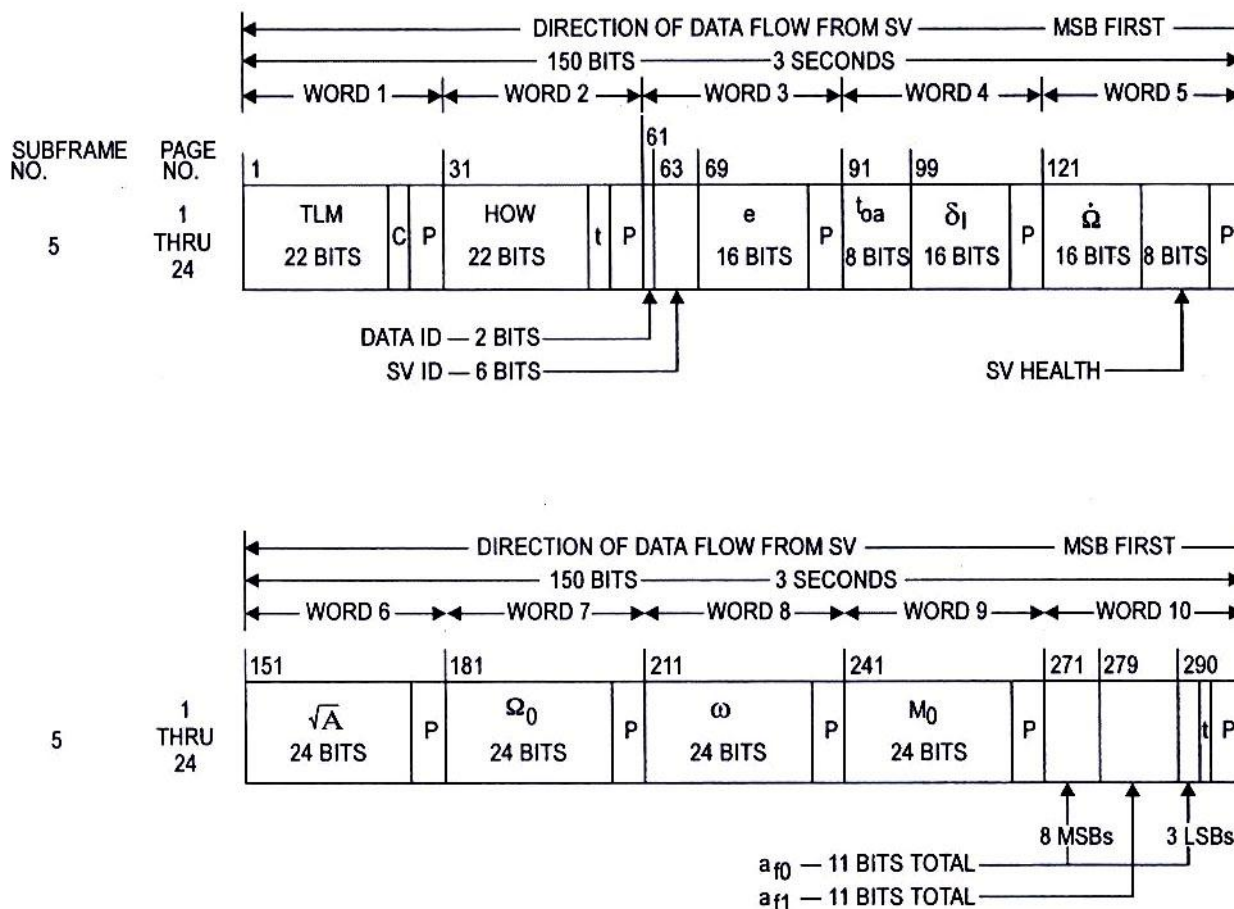 DIRECTION OF DATA FLOW FROM SV MSB FIRST
150 BITS 3 SECONDS
WORD 1 WORD 2 WORD 3 WORD 4 WORD 5
SUBFRAME NO. PAGE NO.
1 31 61 63 69 91 99 121
5 1 THRU 24
TLM 22 BITS C P HOW 22 BITS t P e 16 BITS P toa 8 BITS δI 16 BITS P Ω̇ 16 BITS 8 BITS P
DATA ID — 2 BITS
SV ID — 6 BITS SV HEALTH
DIRECTION OF DATA FLOW FROM SV MSB FIRST
150 BITS 3 SECONDS
WORD 6 WORD 7 WORD 8 WORD 9 WORD 10
151 181 211 241 271 279 290
5 1 THRU 24
√A 24 BITS P Ω0 24 BITS P ω 24 BITS P M0 24 BITS P t P
8 MSBs 3 LSBs
af0 — 11 BITS TOTAL
af1 — 11 BITS TOTAL